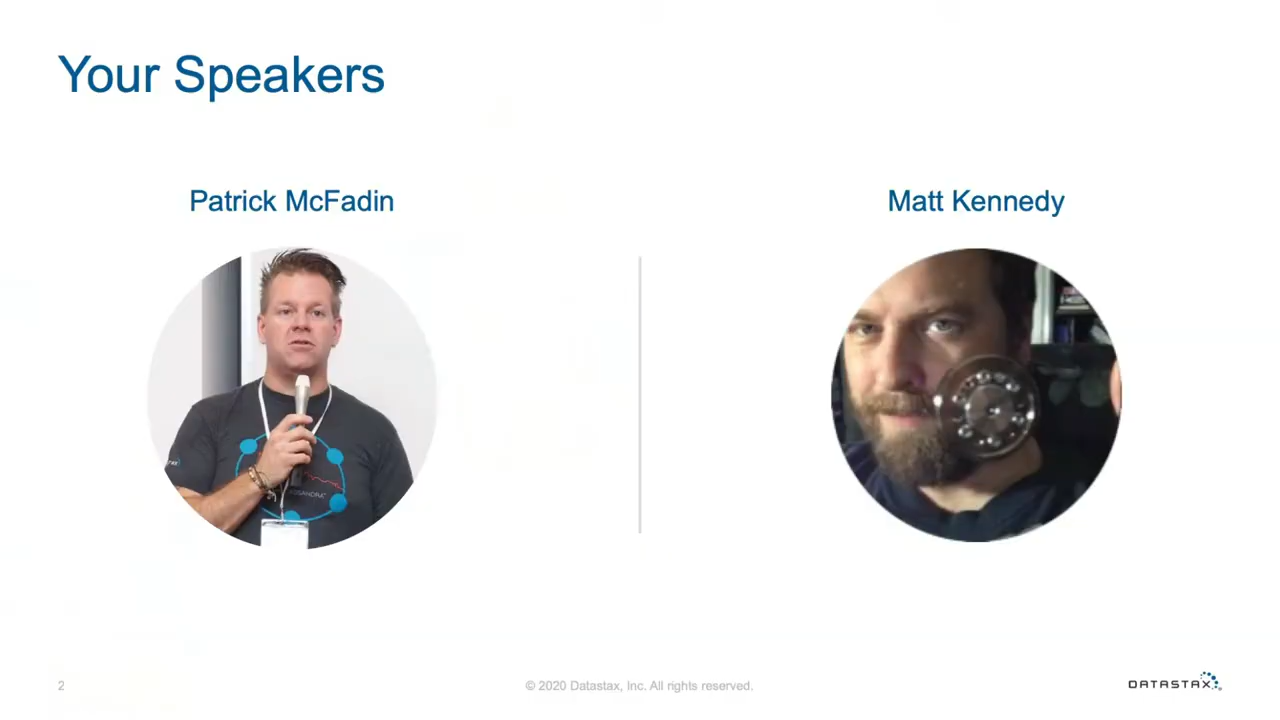 Your Speakers
Patrick McFadin
Matt Kennedy
2
© 2020 Datastax, Inc. All rights reserved.
DATASTAX